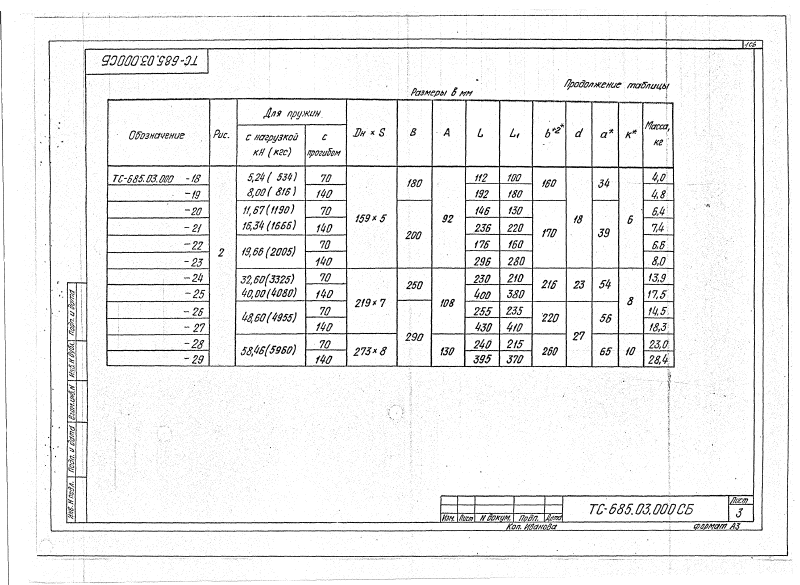 1СБ
ТС-685.03.000СБ
Продолжение таблицы
Размеры в мм
Обозначение | Рис. | Для пружин | Dн × S | В | А | L | L₁ | b*²* | d | a* | к* | Масса, кг
с нагрузкой кН (кгс) | с прогибом
ТС-685.03.000 -18 | 2 | 5,24 (534) | 70 | 159 × 5 | 180 | 92 | 112 | 100 | 160 | 18 | 34 | 6 | 4,0
-19 | 8,00 (816) | 140 | 192 | 180 | 4,8
-20 | 11,67 (1190) | 70 | 200 | 146 | 130 | 170 | 39 | 6,4
-21 | 16,34 (1666) | 140 | 236 | 220 | 7,4
-22 | 19,66 (2005) | 70 | 176 | 160 | 6,6
-23 | 140 | 296 | 280 | 8,0
-24 | 32,60 (3325) | 70 | 219 × 7 | 250 | 108 | 230 | 210 | 216 | 23 | 54 | 8 | 13,9
-25 | 40,00 (4080) | 140 | 400 | 380 | 17,5
-26 | 48,60 (4955) | 70 | 290 | 255 | 235 | 220 | 27 | 56 | 14,5
-27 | 140 | 430 | 410 | 18,3
-28 | 58,46 (5960) | 70 | 273 × 8 | 130 | 240 | 215 | 260 | 65 | 10 | 23,0
-29 | 140 | 395 | 370 | 28,4
Подп. и дата
Инв.N дубл.
Взам.инв.N
Подп. и дата
Инв.N подл.
Изм. Лист N докум. Подп. Дата
ТС-685.03.000 СБ
Лист
3
Коп. Иванова
формат А3